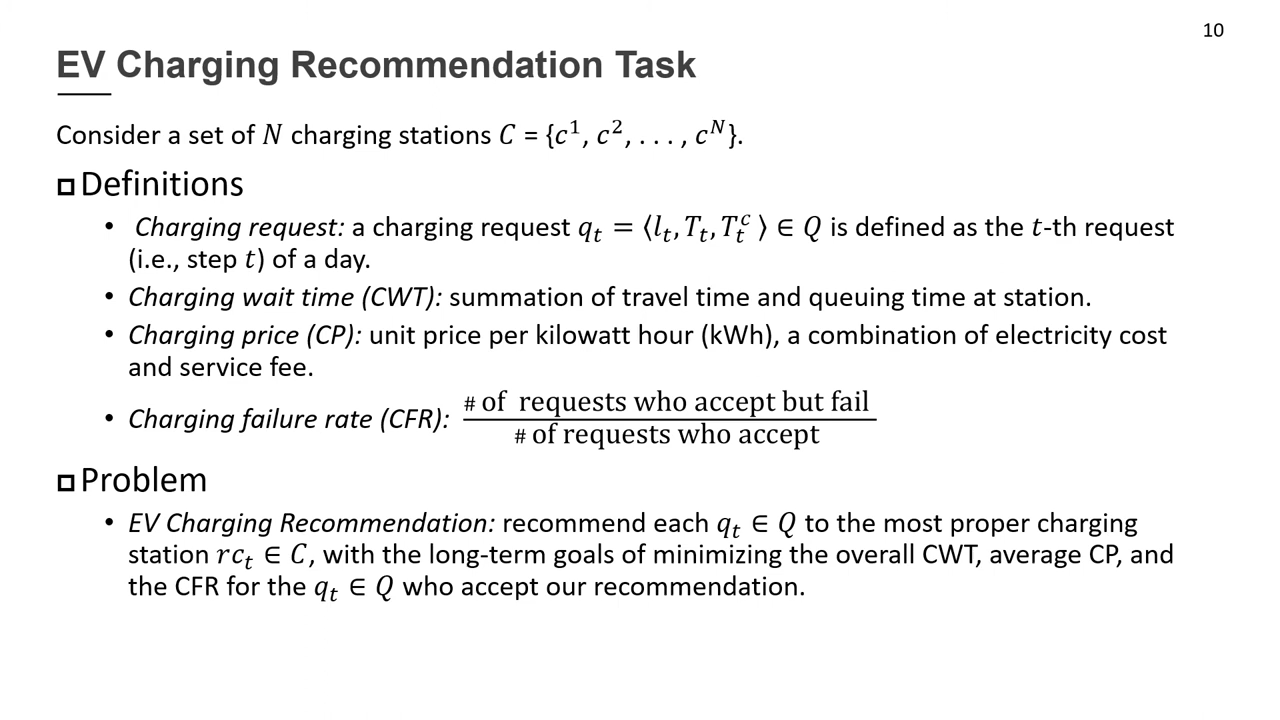 10
EV Charging Recommendation Task
Consider a set of N charging stations C = {c¹, c², . . . , cᴺ}.
Definitions
• Charging request: a charging request qₜ = ⟨lₜ, Tₜ, Tₜᶜ ⟩ ∈ Q is defined as the t-th request
(i.e., step t) of a day.
• Charging wait time (CWT): summation of travel time and queuing time at station.
• Charging price (CP): unit price per kilowatt hour (kWh), a combination of electricity cost
and service fee.
• Charging failure rate (CFR): # of requests who accept but fail
# of requests who accept
Problem
• EV Charging Recommendation: recommend each qₜ ∈ Q to the most proper charging
station rcₜ ∈ C, with the long-term goals of minimizing the overall CWT, average CP, and
the CFR for the qₜ ∈ Q who accept our recommendation.